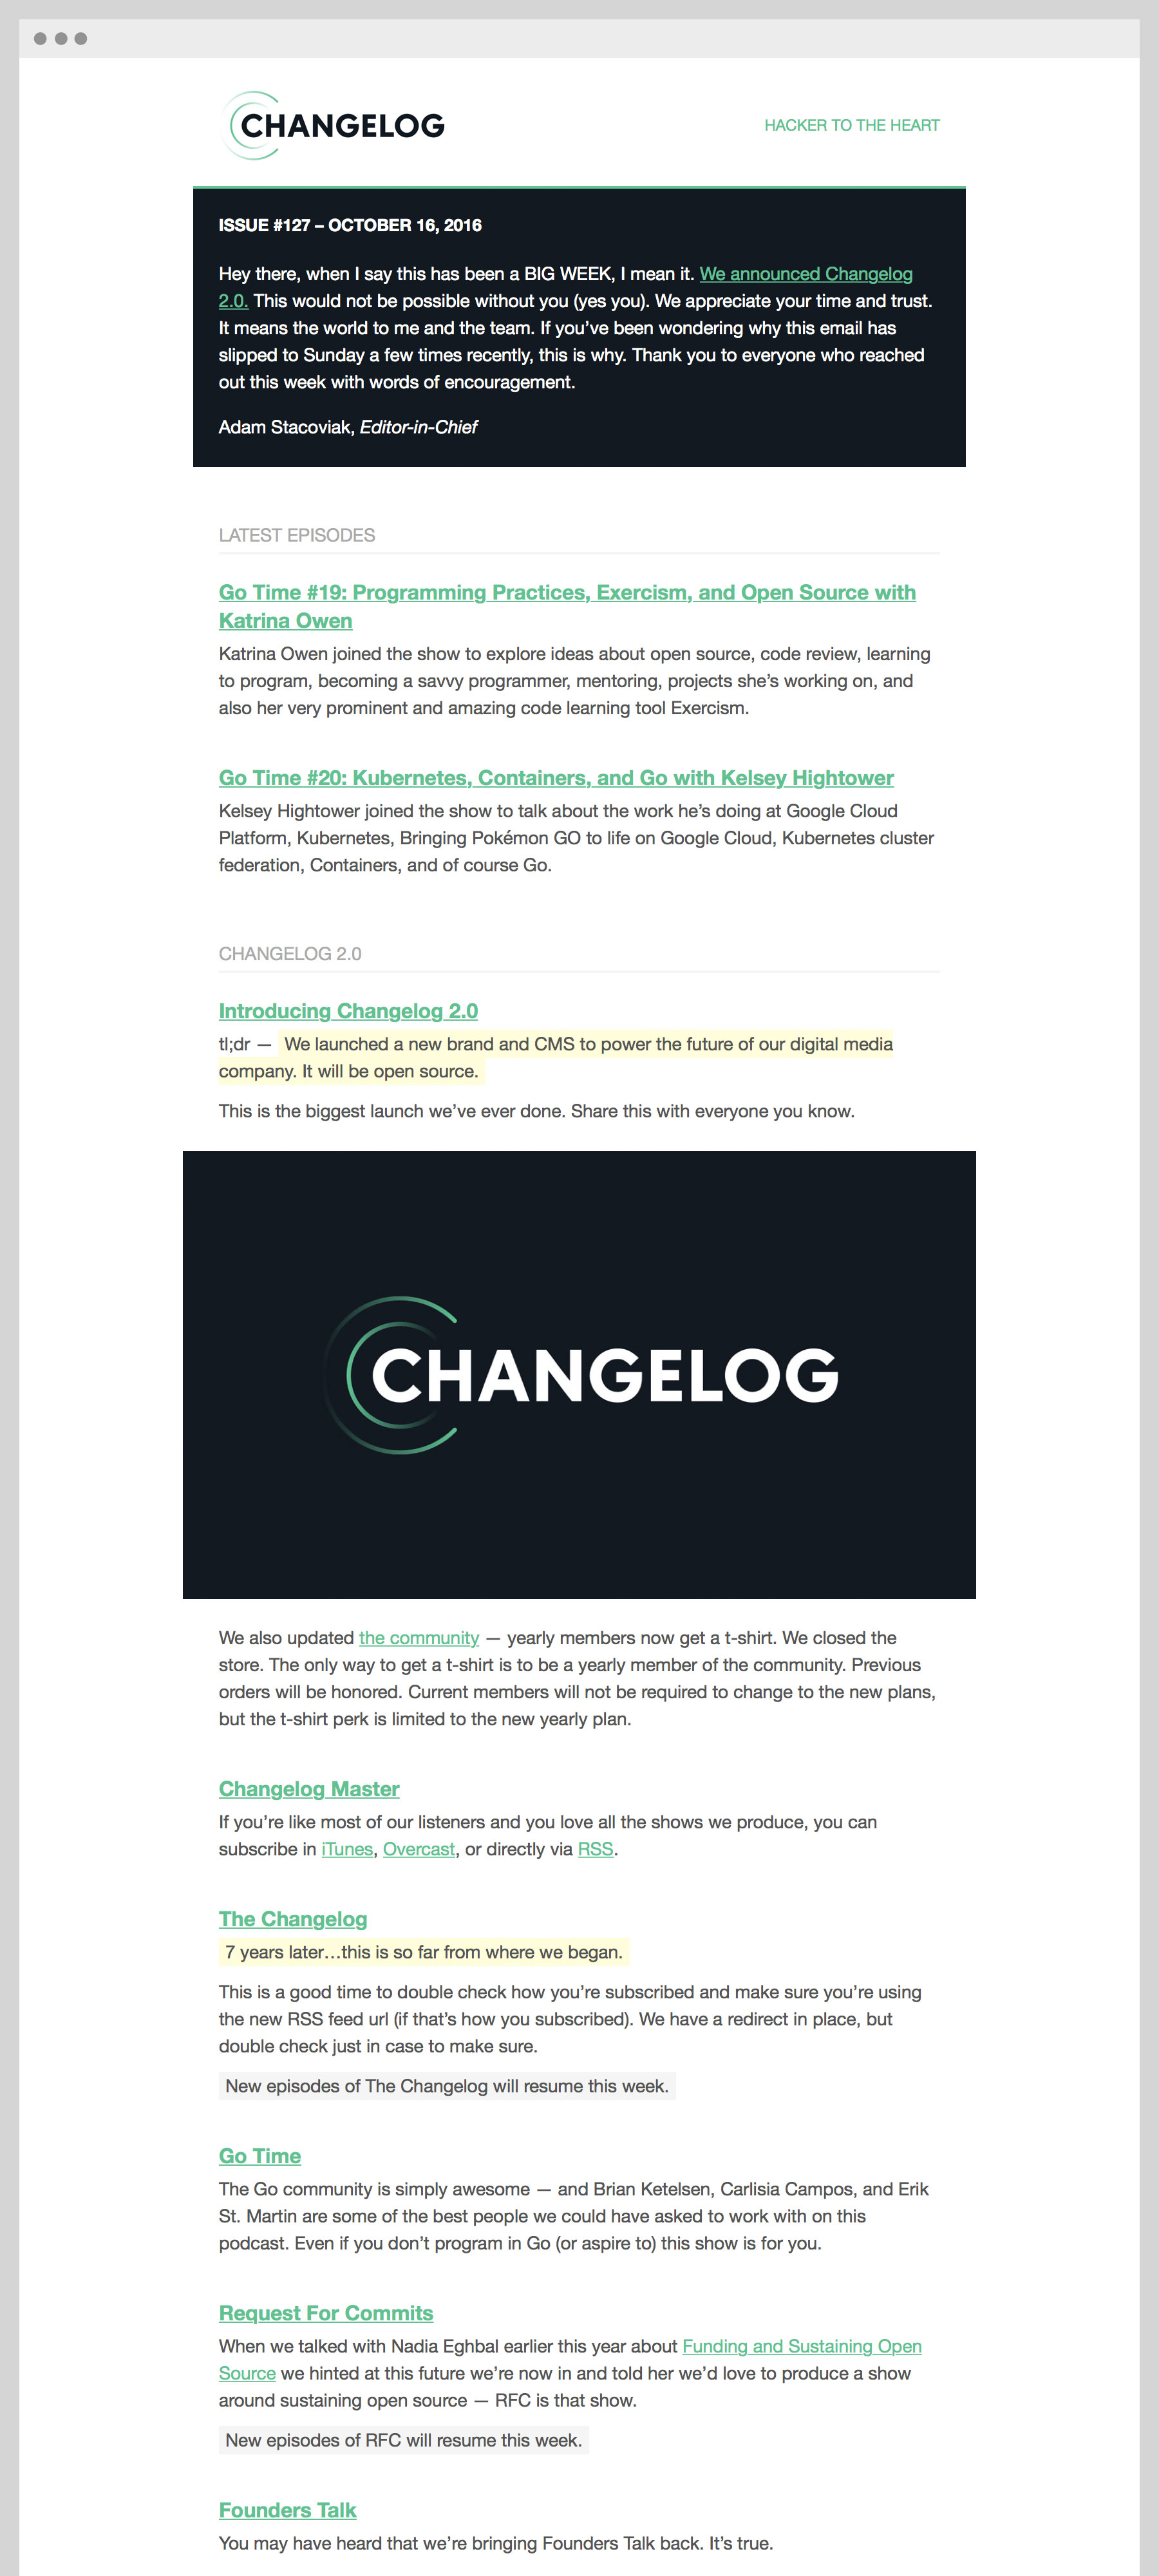 CHANGELOG
HACKER TO THE HEART
ISSUE #127 – OCTOBER 16, 2016
Hey there, when I say this has been a BIG WEEK, I mean it. We announced Changelog
2.0. This would not be possible without you (yes you). We appreciate your time and trust.
It means the world to me and the team. If you’ve been wondering why this email has
slipped to Sunday a few times recently, this is why. Thank you to everyone who reached
out this week with words of encouragement.
Adam Stacoviak, Editor-in-Chief
LATEST EPISODES
Go Time #19: Programming Practices, Exercism, and Open Source with
Katrina Owen
Katrina Owen joined the show to explore ideas about open source, code review, learning
to program, becoming a savvy programmer, mentoring, projects she’s working on, and
also her very prominent and amazing code learning tool Exercism.
Go Time #20: Kubernetes, Containers, and Go with Kelsey Hightower
Kelsey Hightower joined the show to talk about the work he’s doing at Google Cloud
Platform, Kubernetes, Bringing Pokémon GO to life on Google Cloud, Kubernetes cluster
federation, Containers, and of course Go.
CHANGELOG 2.0
Introducing Changelog 2.0
tl;dr — We launched a new brand and CMS to power the future of our digital media
company. It will be open source.
This is the biggest launch we’ve ever done. Share this with everyone you know.
CHANGELOG
We also updated the community — yearly members now get a t-shirt. We closed the
store. The only way to get a t-shirt is to be a yearly member of the community. Previous
orders will be honored. Current members will not be required to change to the new plans,
but the t-shirt perk is limited to the new yearly plan.
Changelog Master
If you’re like most of our listeners and you love all the shows we produce, you can
subscribe in iTunes, Overcast, or directly via RSS.
The Changelog
7 years later…this is so far from where we began.
This is a good time to double check how you’re subscribed and make sure you’re using
the new RSS feed url (if that’s how you subscribed). We have a redirect in place, but
double check just in case to make sure.
New episodes of The Changelog will resume this week.
Go Time
The Go community is simply awesome — and Brian Ketelsen, Carlisia Campos, and Erik
St. Martin are some of the best people we could have asked to work with on this
podcast. Even if you don’t program in Go (or aspire to) this show is for you.
Request For Commits
When we talked with Nadia Eghbal earlier this year about Funding and Sustaining Open
Source we hinted at this future we’re now in and told her we’d love to produce a show
around sustaining open source — RFC is that show.
New episodes of RFC will resume this week.
Founders Talk
You may have heard that we’re bringing Founders Talk back. It’s true.